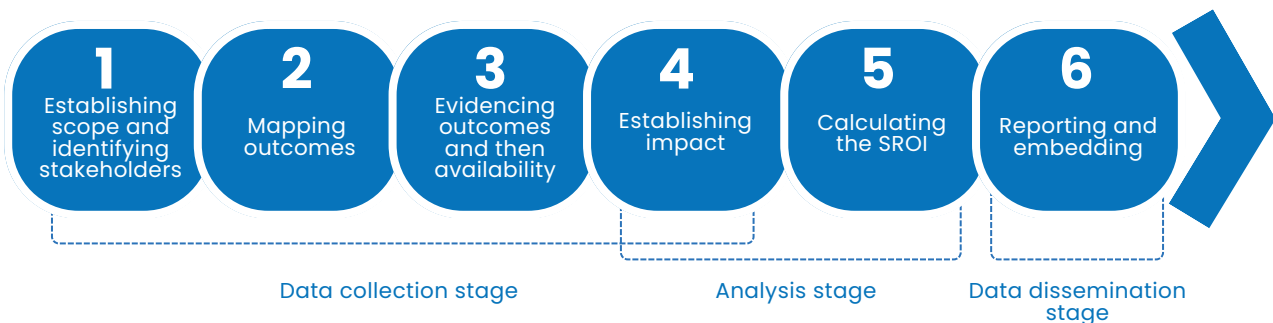 1
Establishing
scope and
identifying
stakeholders
2
Mapping
outcomes
3
Evidencing
outcomes
and then
availability
4
Establishing
impact
5
Calculating
the SROI
6
Reporting and
embedding
Data collection stage
Analysis stage
Data dissemination
stage